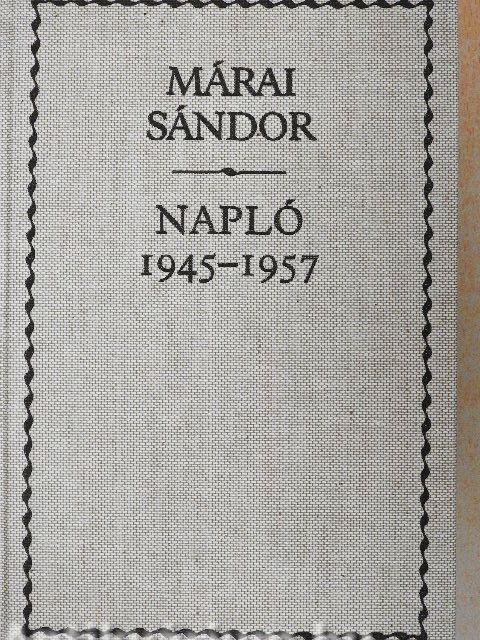 MÁRAI
SÁNDOR
NAPLÓ
1945–1957